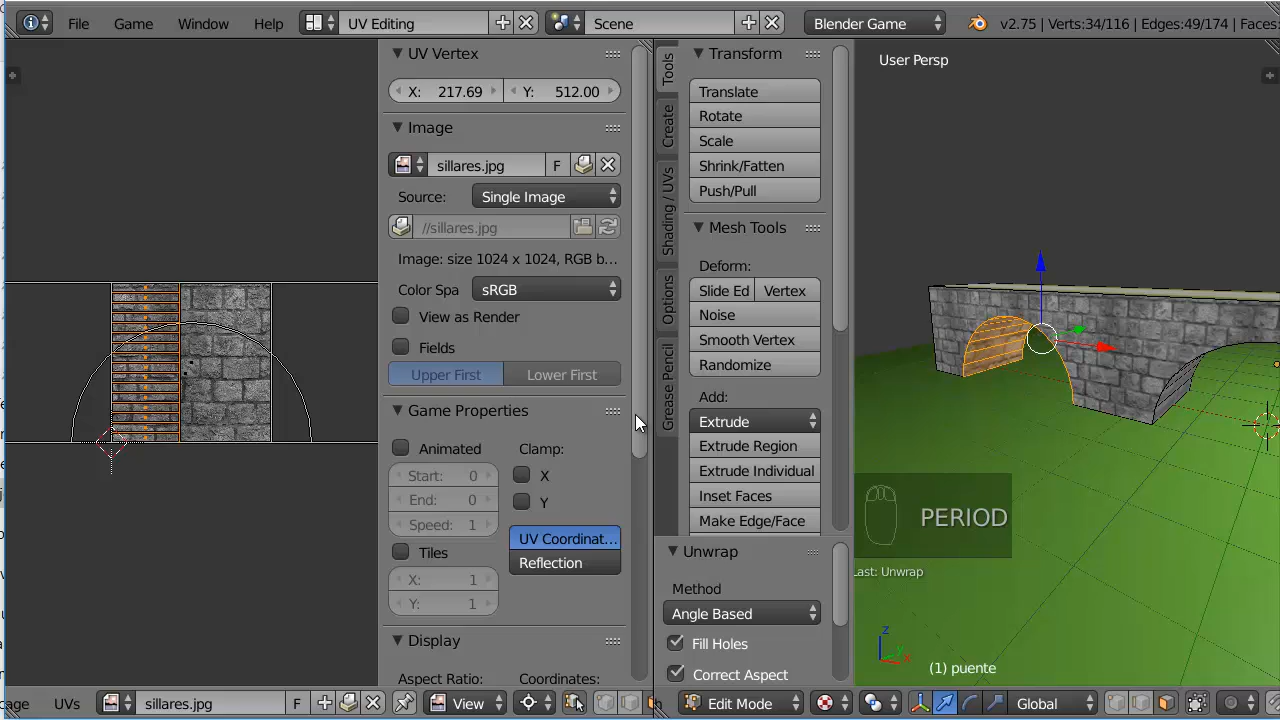 File Game Window Help UV Editing Scene Blender Game v2.75 | Verts:34/116 | Edges:49/174 | Faces
UV Vertex
X: 217.69 Y: 512.00
Image
sillares.jpg F
Source: Single Image
//sillares.jpg
Image: size 1024 x 1024, RGB b...
Color Spa sRGB
View as Render
Fields
Upper First Lower First
Game Properties
Animated Clamp:
Start: 0 X
End: 0 Y
Speed: 1
UV Coordinat...
Tiles
Reflection
X: 1
Y: 1
Display
Aspect Ratio: Coordinates:
Tools
Create
Shading / UVs
Options
Grease Pencil
Transform
Translate
Rotate
Scale
Shrink/Fatten
Push/Pull
Mesh Tools
Deform:
Slide Ed Vertex
Noise
Smooth Vertex
Randomize
Add:
Extrude
Extrude Region
Extrude Individual
Inset Faces
Make Edge/Face
Unwrap
Method
Angle Based
Fill Holes
Correct Aspect
User Persp
PERIOD
Last: Unwrap
z
y
x
(1) puente
age UVs sillares.jpg F View Edit Mode Global